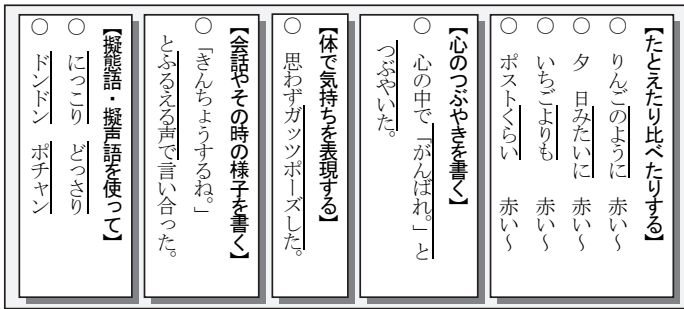 【たとえたり比べたりする】
○ りんごのように 赤い～
○ 夕 日みたいに 赤い～
○ いちごよりも 赤い～
○ ポストくらい 赤い～
【心のつぶやきを書く】
○ 心の中で「がんばれ。」と
つぶやいた。
【体で気持ちを表現する】
○ 思わずガッツポーズした。
【会話やその時の様子を書く】
○ 「きんちょうするね。」
とふるえる声で言い合った。
【擬態語・擬声語を使って】
○ にっこり どっさり
○ ドンドン ポチャン